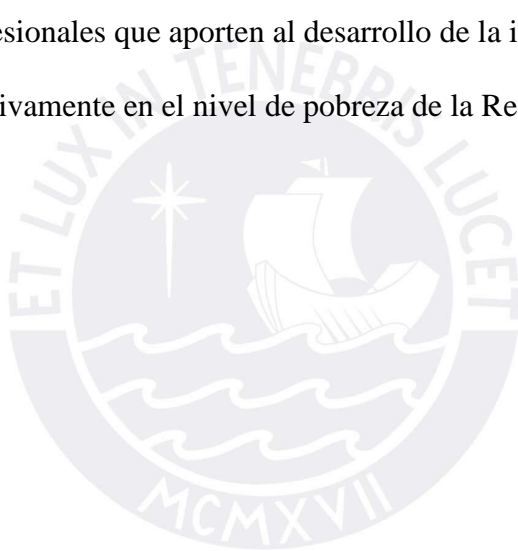 esionales que aporten al desarrollo de la i
ivamente en el nivel de pobreza de la Re
ET LUX IN TENEBRIS LUCET
MCMXVII